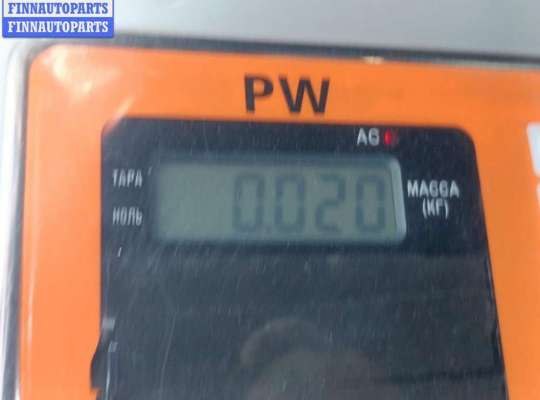 FINNAUTOPARTS
FINNAUTOPARTS
PW
AC
ТАРА
0.020
МАССА
НОЛЬ
(КГ)